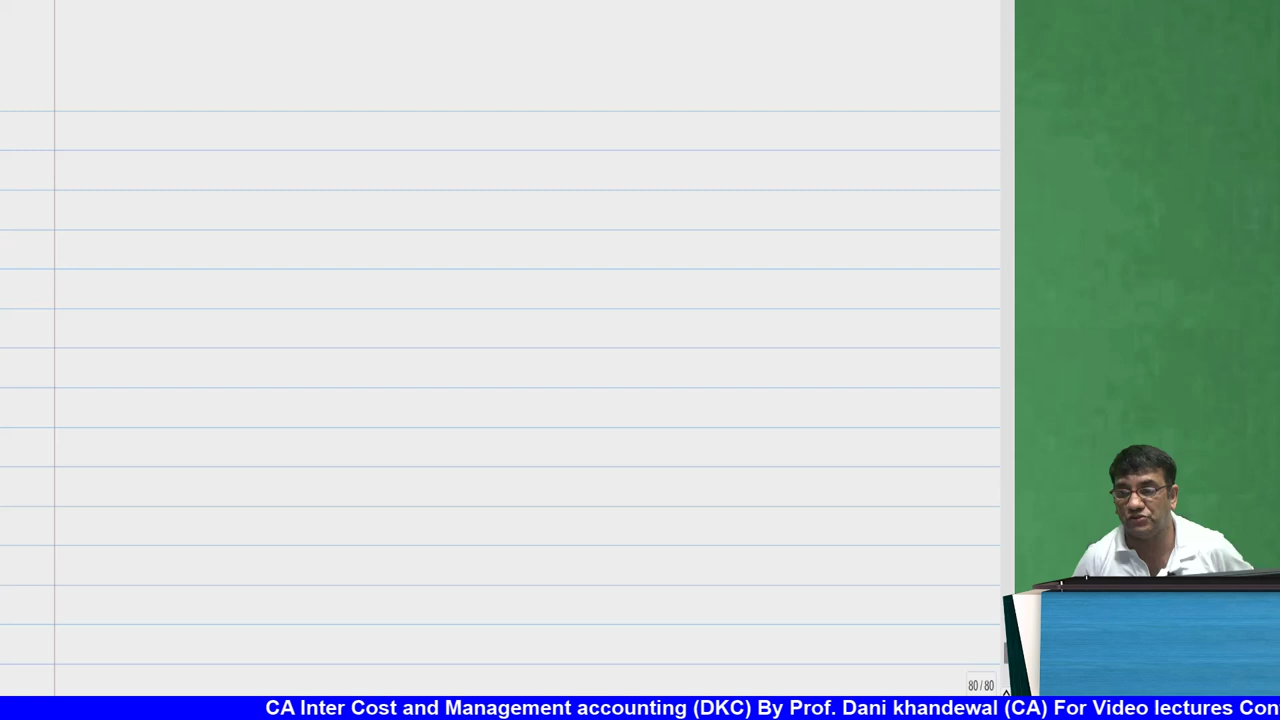 80 / 80
CA Inter Cost and Management accounting (DKC) By Prof. Dani khandewal (CA) For Video lectures Con